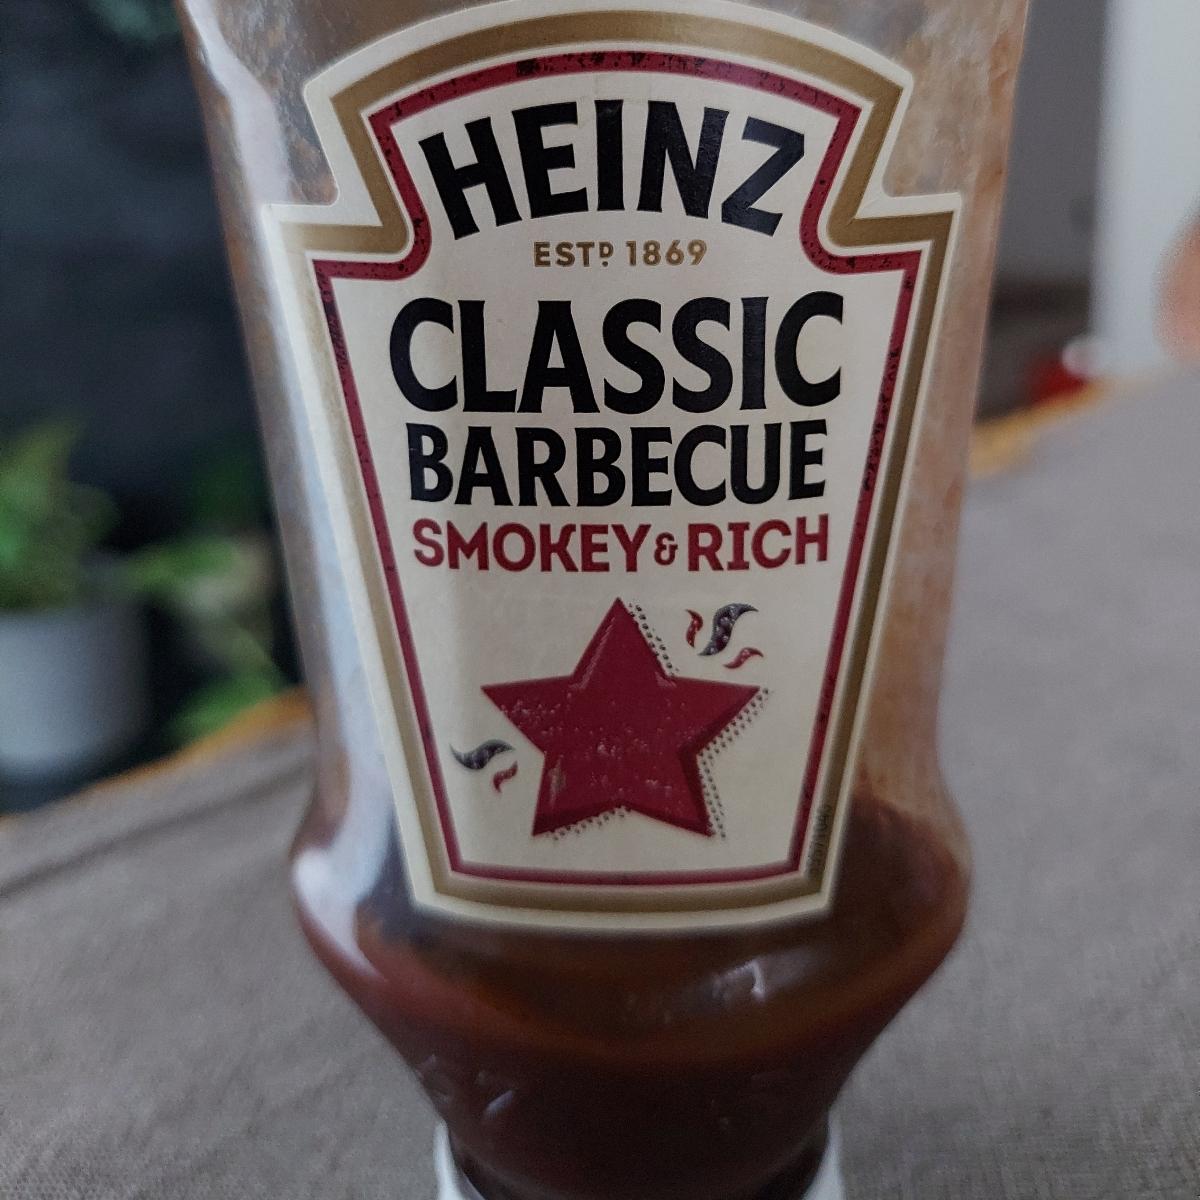 HEINZ
ESTD 1869
CLASSIC
BARBECUE
SMOKEY & RICH